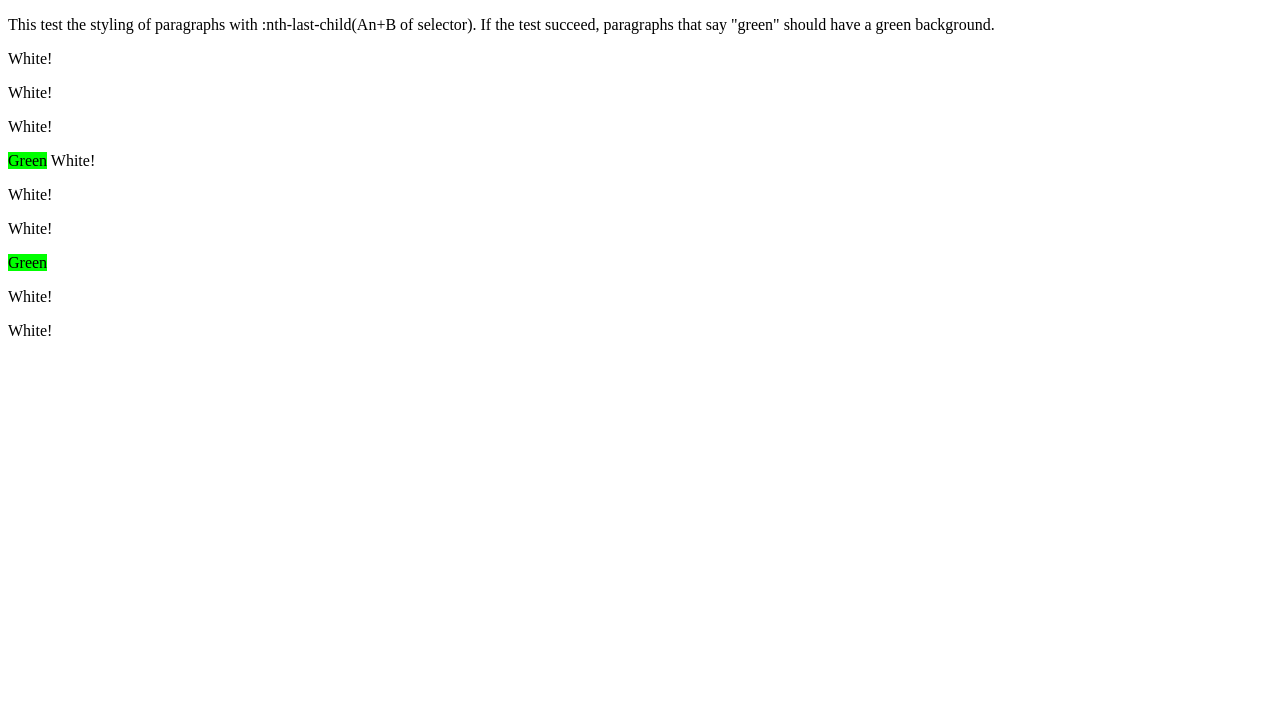 This test the styling of paragraphs with :nth-last-child(An+B of selector). If the test succeed, paragraphs that say "green" should have a green background.
White!
White!
White!
Green White!
White!
White!
Green
White!
White!